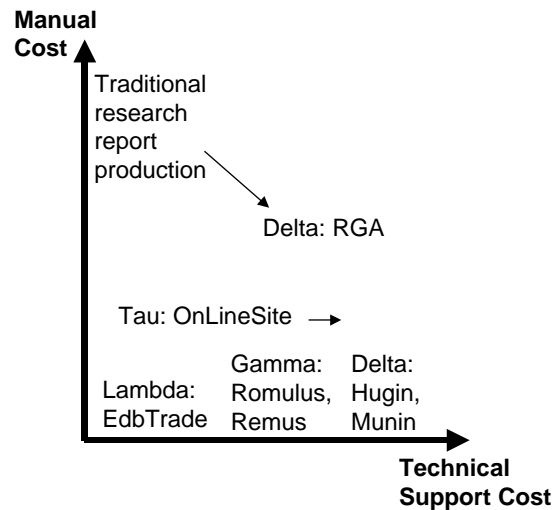 Manual
Cost
Traditional
research
report
production
Delta: RGA
Tau: OnLineSite
Lambda:
EdbTrade
Gamma:
Romulus,
Remus
Delta:
Hugin,
Munin
Technical
Support Cost